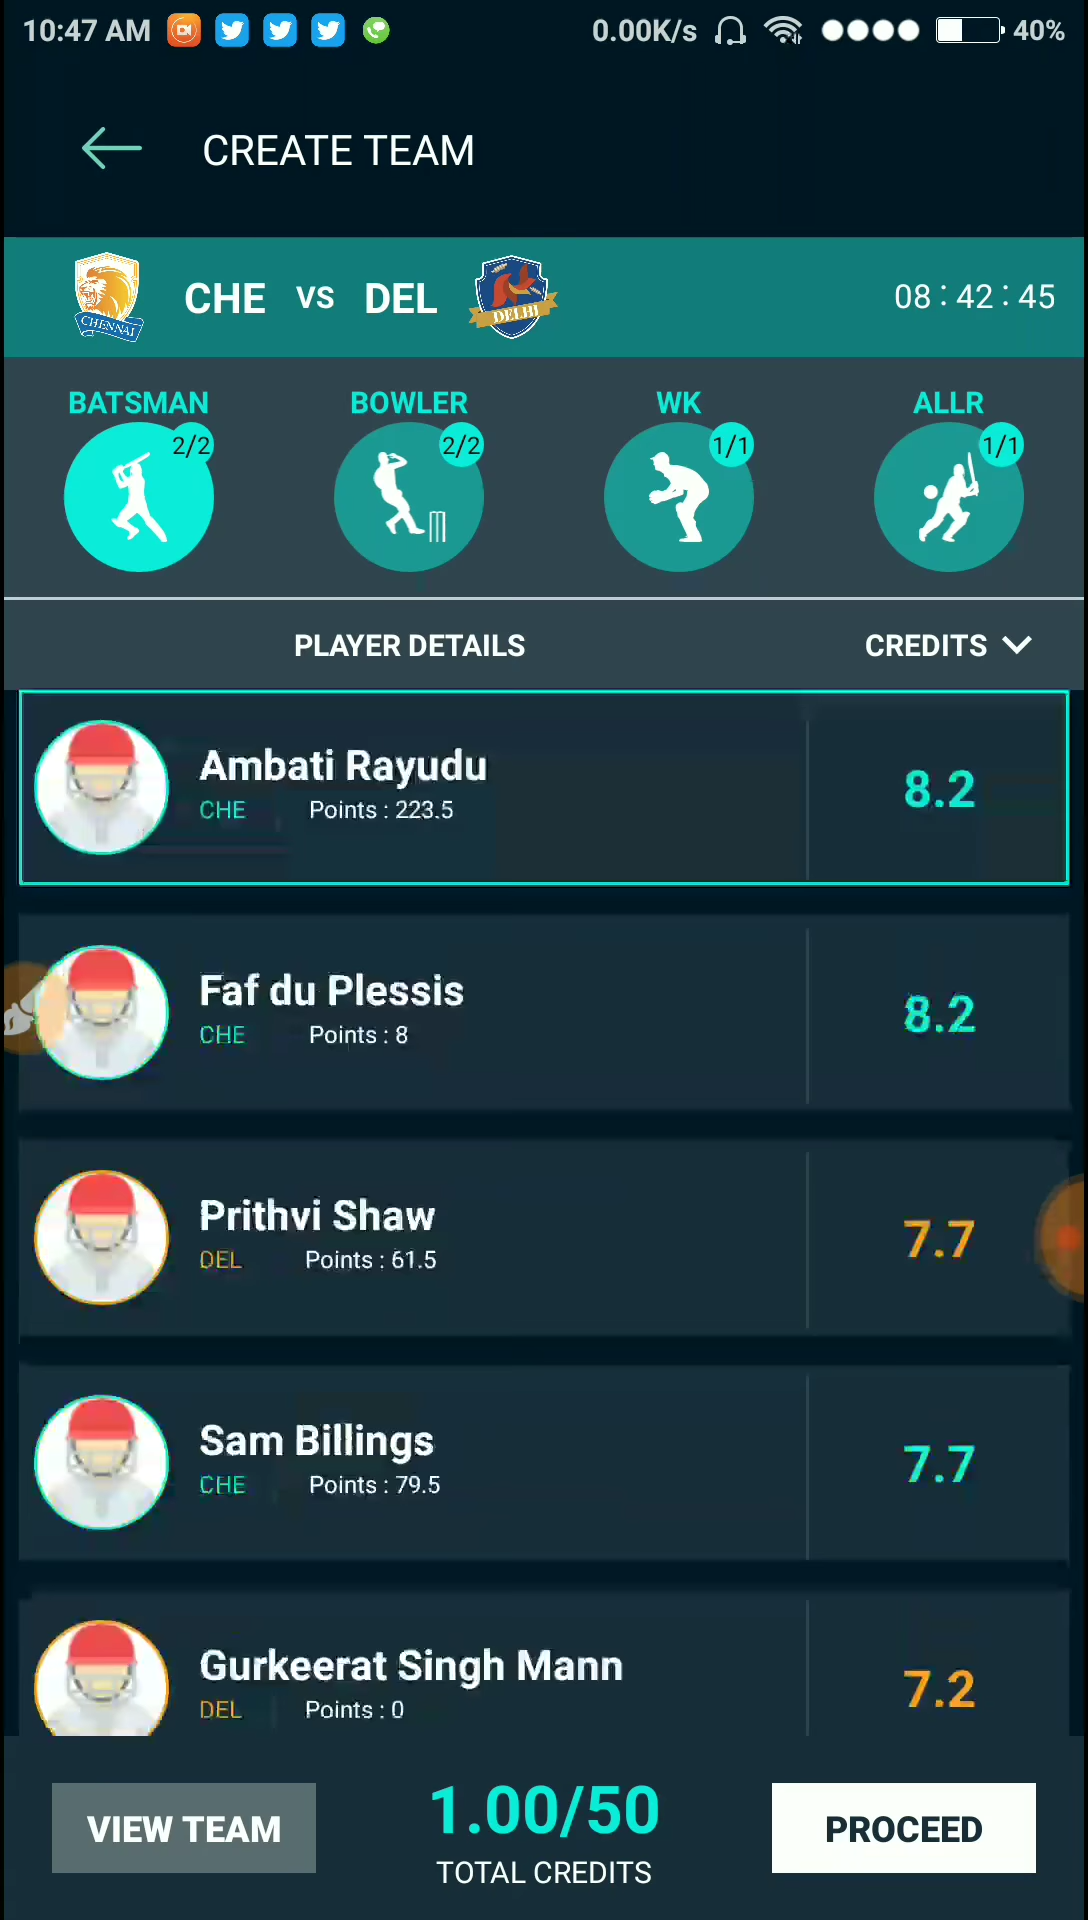 10:47 AM 0.00K/s 40%
CREATE TEAM
CHE VS DEL 08 : 42 : 45
CHENNAI DELHI
BATSMAN BOWLER WK ALLR
2/2 2/2 1/1 1/1
PLAYER DETAILS CREDITS
Ambati Rayudu
CHE Points : 223.5 8.2
Faf du Plessis
CHE Points : 8 8.2
Prithvi Shaw
DEL Points : 61.5 7.7
Sam Billings
CHE Points : 79.5 7.7
Gurkeerat Singh Mann
DEL Points : 0 7.2
VIEW TEAM 1.00/50 PROCEED
TOTAL CREDITS